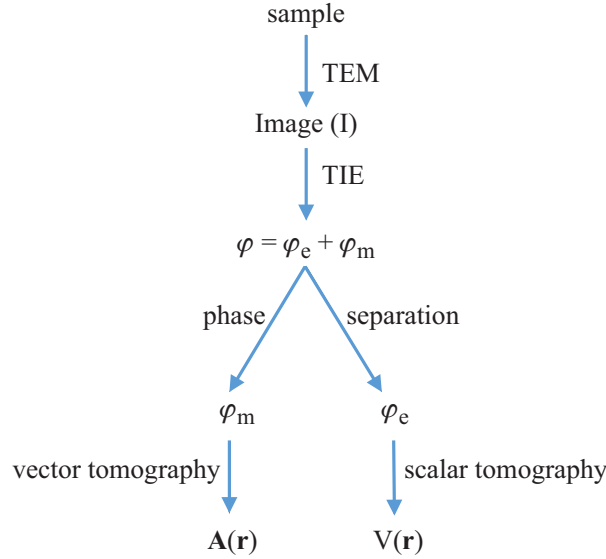 sample
TEM
Image (I)
TIE
φ = φe + φm
phase separation
φm φe
vector tomography scalar tomography
A(r) V(r)